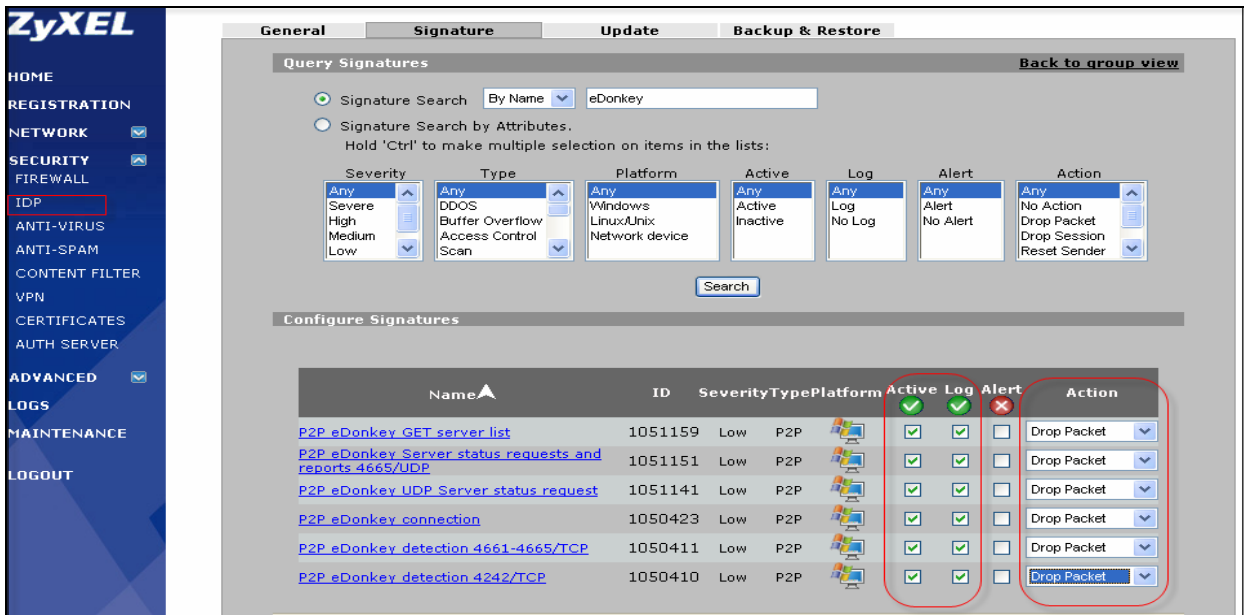 ZyXEL
HOME
REGISTRATION
NETWORK
SECURITY
FIREWALL
IDP
ANTI-VIRUS
ANTI-SPAM
CONTENT FILTER
VPN
CERTIFICATES
AUTH SERVER
ADVANCED
LOGS
MAINTENANCE
LOGOUT
General Signature Update Backup & Restore
Query Signatures Back to group view
Signature Search By Name eDonkey
Signature Search by Attributes.
Hold 'Ctrl' to make multiple selection on items in the lists:
Severity Type Platform Active Log Alert Action
Any Any Any Any Any Any Any
Severe DDOS Windows Active Log Alert No Action
High Buffer Overflow Linux/Unix Inactive No Log No Alert Drop Packet
Medium Access Control Network device Drop Session
Low Scan Reset Sender
Search
Configure Signatures
Name ID Severity Type Platform Active Log Alert Action
P2P eDonkey GET server list 1051159 Low P2P Drop Packet
P2P eDonkey Server status requests and
reports 4665/UDP 1051151 Low P2P Drop Packet
P2P eDonkey UDP Server status request 1051141 Low P2P Drop Packet
P2P eDonkey connection 1050423 Low P2P Drop Packet
P2P eDonkey detection 4661-4665/TCP 1050411 Low P2P Drop Packet
P2P eDonkey detection 4242/TCP 1050410 Low P2P Drop Packet